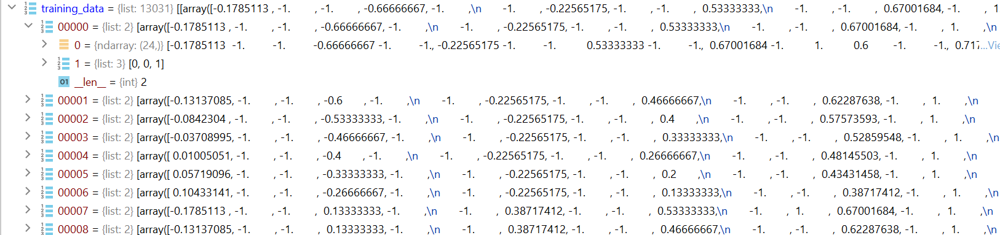 training_data = {list: 13031} [[array([-0.1785113 , -1. , -1. , -0.66666667, -1. ,\n -1. , -0.22565175, -1. , -1. , 0.53333333,\n -1. , -1. , 0.67001684, -1. , 1
00000 = {list: 2} [array([-0.1785113 , -1. , -1. , -0.66666667, -1. ,\n -1. , -0.22565175, -1. , -1. , 0.53333333,\n -1. , -1. , 0.67001684, -1. , 1. ,\n
0 = {ndarray: (24,)} [-0.1785113 -1. -1. -0.66666667 -1. -1., -0.22565175 -1. -1. 0.53333333 -1. -1., 0.67001684 -1. 1. 0.6 -1. -1., 0.717...Vie
1 = {list: 3} [0, 0, 1]
01 __len__ = {int} 2
00001 = {list: 2} [array([-0.13137085, -1. , -1. , -0.6 , -1. ,\n -1. , -0.22565175, -1. , -1. , 0.46666667,\n -1. , -1. , 0.62287638, -1. , 1. ,\n
00002 = {list: 2} [array([-0.0842304 , -1. , -1. , -0.53333333, -1. ,\n -1. , -0.22565175, -1. , -1. , 0.4 ,\n -1. , -1. , 0.57573593, -1. , 1. ,\n
00003 = {list: 2} [array([-0.03708995, -1. , -1. , -0.46666667, -1. ,\n -1. , -0.22565175, -1. , -1. , 0.33333333,\n -1. , -1. , 0.52859548, -1. , 1. ,\n
00004 = {list: 2} [array([ 0.01005051, -1. , -1. , -0.4 , -1. ,\n -1. , -0.22565175, -1. , -1. , 0.26666667,\n -1. , -1. , 0.48145503, -1. , 1. ,\n
00005 = {list: 2} [array([ 0.05719096, -1. , -1. , -0.33333333, -1. ,\n -1. , -0.22565175, -1. , -1. , 0.2 ,\n -1. , -1. , 0.43431458, -1. , 1. ,\n
00006 = {list: 2} [array([ 0.10433141, -1. , -1. , -0.26666667, -1. ,\n -1. , -0.22565175, -1. , -1. , 0.13333333,\n -1. , -1. , 0.38717412, -1. , 1. ,\n
00007 = {list: 2} [array([-0.1785113 , -1. , -1. , 0.13333333, -1. ,\n -1. , 0.38717412, -1. , -1. , 0.53333333,\n -1. , 1. , 0.67001684, -1. , 1. ,\n
00008 = {list: 2} [array([-0.13137085, -1. , -1. , 0.13333333, -1. ,\n -1. , 0.38717412, -1. , -1. , 0.46666667,\n -1. , -1. , 0.62287638, -1. , 1. ,\n